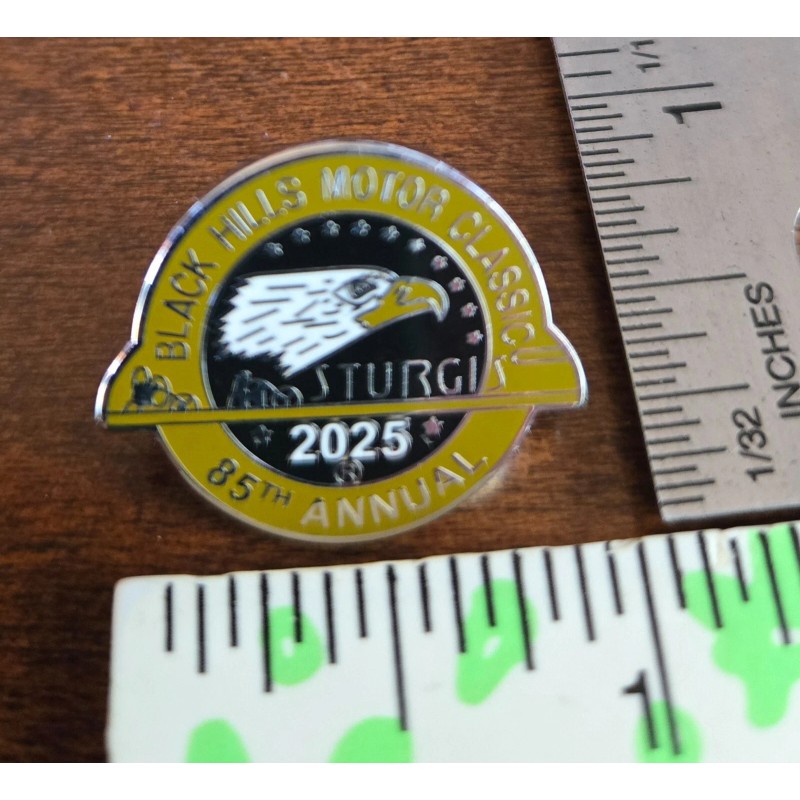 BLACK HILLS MOTOR CLASSIC
STURGIS
2025
85TH ANNUAL
1
1/32
INCHES
1